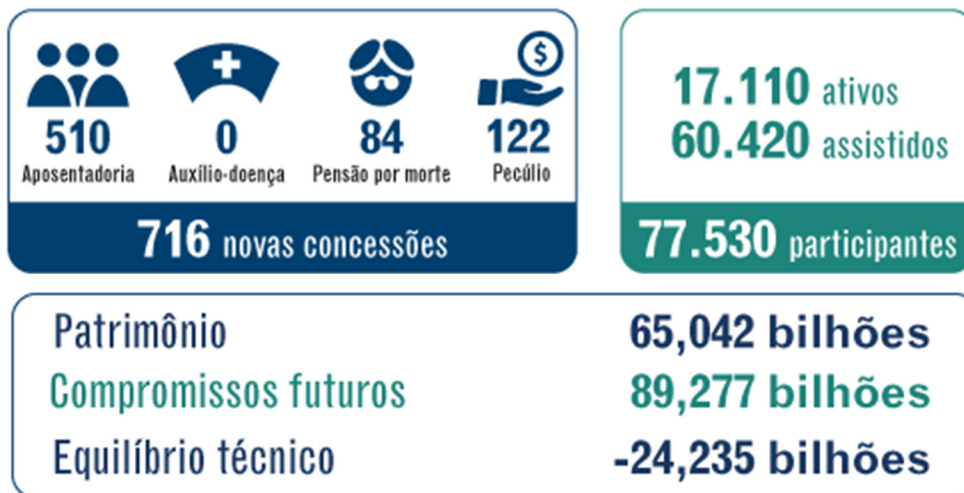 $
510
Aposentadoria
0
Auxílio-doença
84
Pensão por morte
122
Pecúlio
716 novas concessões
17.110 ativos
60.420 assistidos
77.530 participantes
Patrimônio 65,042 bilhões
Compromissos futuros 89,277 bilhões
Equilíbrio técnico -24,235 bilhões